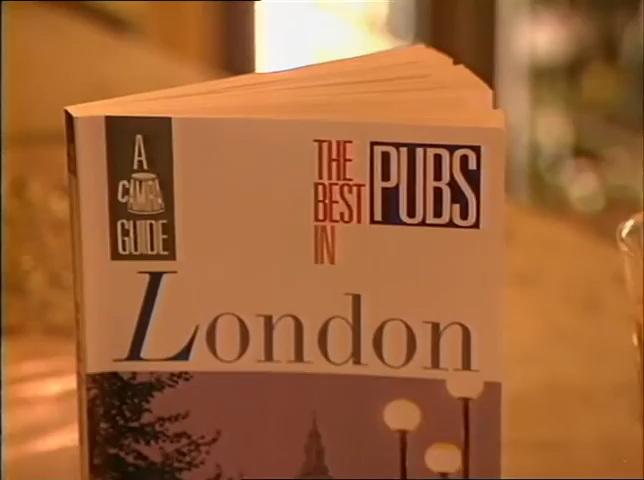 A
CAMRA
GUIDE
THE
BEST
IN
PUBS
London